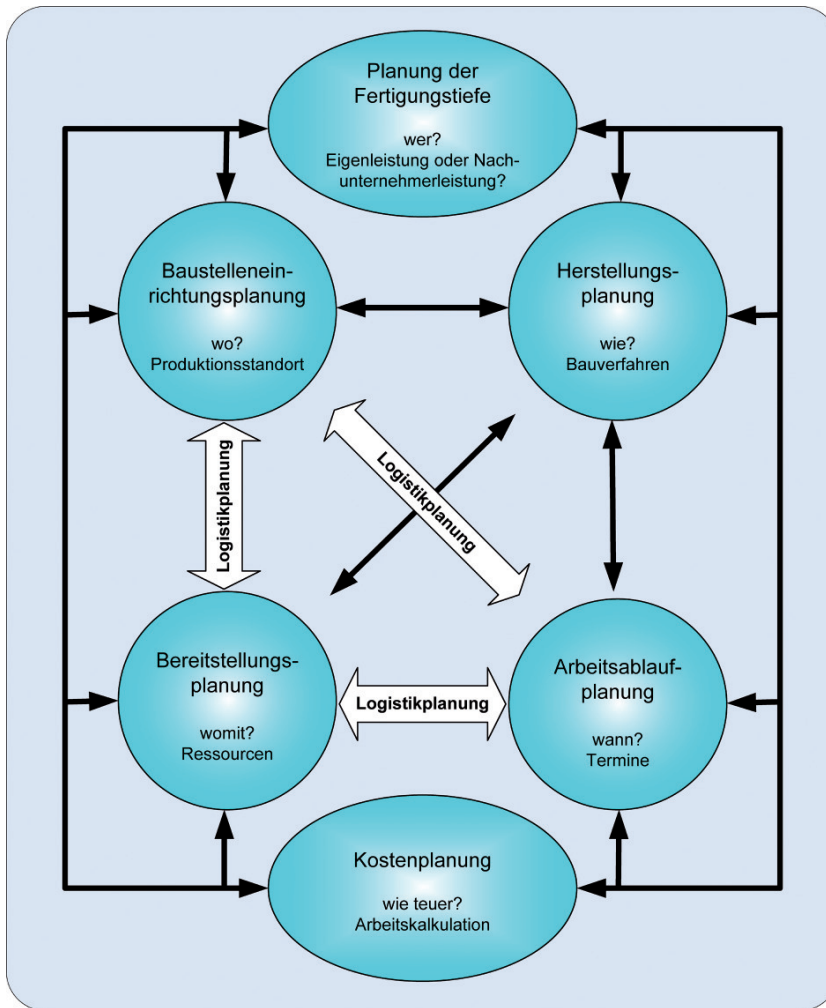 Planung der
Fertigungstiefe
wer?
Eigenleistung oder Nach-
unternehmerleistung?
Baustellenein-
richtungsplanung
wo?
Produktionsstandort
Herstellungs-
planung
wie?
Bauverfahren
Logistikplanung
Logistikplanung
Bereitstellungs-
planung
womit?
Ressourcen
Logistikplanung
Arbeitsablauf-
planung
wann?
Termine
Kostenplanung
wie teuer?
Arbeitskalkulation